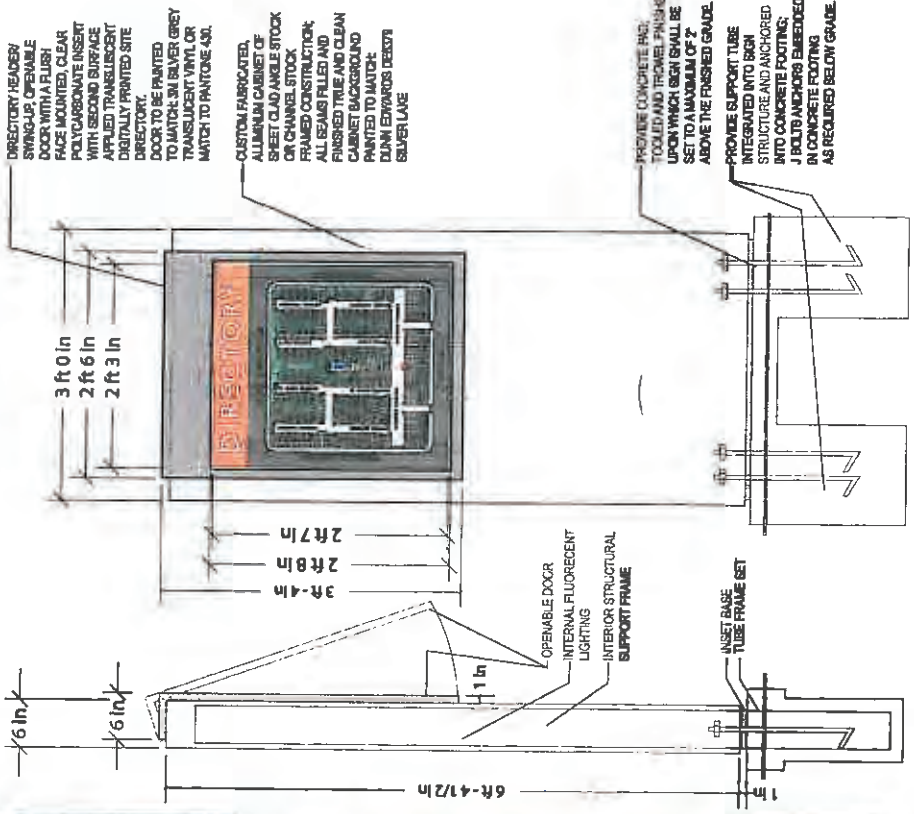 DIRECTORY HEADER/
SWING-UP, OPENABLE
DOOR WITH A FLUSH
FACE MOUNTED, CLEAR
POLYCARBONATE INSERT
WITH SECOND SURFACE
APPLIED TRANSLUSCENT
DIGITALLY PRINTED SITE
DIRECTORY.
DOOR TO BE PAINTED
TO MATCH: 3M SILVER GREY
TRANSLUCENT VINYL OR
MATCH TO PANTONE 430.
CUSTOM FABRICATED,
ALUMINUM CABINET OF
SHEET CLAD ANGLE STOCK
OR CHANNEL STOCK
FRAMED CONSTRUCTION;
ALL SEAMS FILLED AND
FINISHED TRUE AND CLEAN
CABINET BACKGROUND
PAINTED TO MATCH:
DUNN EDWARDS DE6375
SILVER LAKE
PROVIDE CONCRETE PAD;
TOOLED AND TROWEL FINISHED
UPON WHICH SIGN SHALL BE
SET TO A MAXIMUM OF 2"
ABOVE THE FINISHED GRADE.
PROVIDE SUPPORT TUBE
INTEGRATED INTO SIGN
STRUCTURE AND ANCHORED
INTO CONCRETE FOOTING;
J BOLTS ANCHORS EMBEDDED
IN CONCRETE FOOTING
AS REQUIRED BELOW GRADE.
3 ft 0 in
2 ft 6 in
2 ft 3 in
DIRECTORY
2 ft 7 in
2 ft 8 in
3 ft-4 in
OPENABLE DOOR
INTERNAL FLUORECENT
LIGHTING
INTERIOR STRUCTURAL
SUPPORT FRAME
INSET BASE
TUBE FRAME SET
6 in
6 in
1 in
6 ft-4 1/2 in
1 in